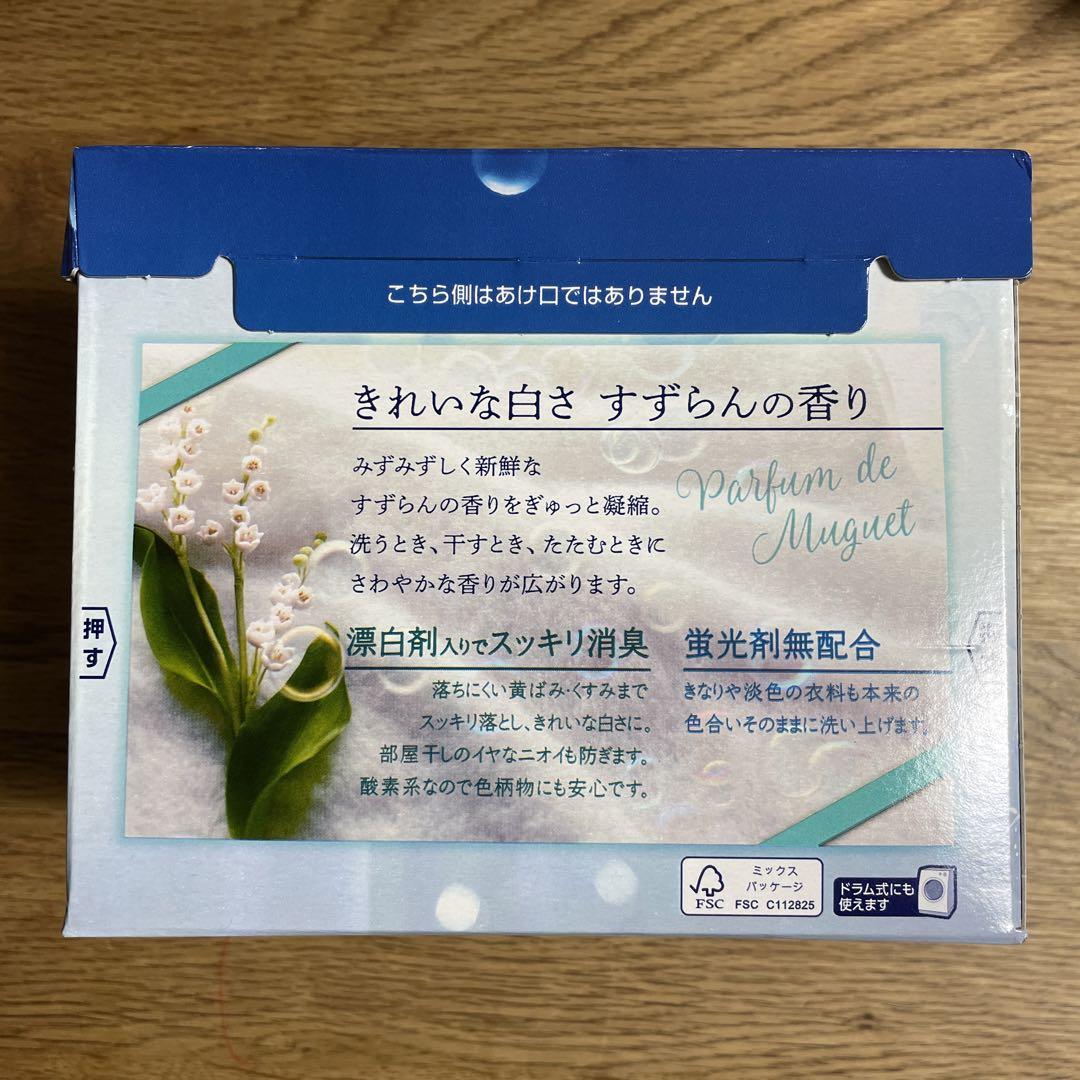 こちら側はあけ口ではありません
きれいな白さ すずらんの香り
みずみずしく新鮮な
すずらんの香りをぎゅっと凝縮。
洗うとき、干すとき、たたむときに
さわやかな香りが広がります。
Parfum de
Muguet
押す
漂白剤入りでスッキリ消臭
落ちにくい黄ばみ・くすみまで
スッキリ落とし、きれいな白さに。
部屋干しのイヤなニオイも防ぎます。
酸素系なので色柄物にも安心です。
蛍光剤無配合
きなりや淡色の衣料も本来の
色合いそのままに洗い上げます。
FSC
ミックス
パッケージ
FSC C112825
ドラム式にも
使えます